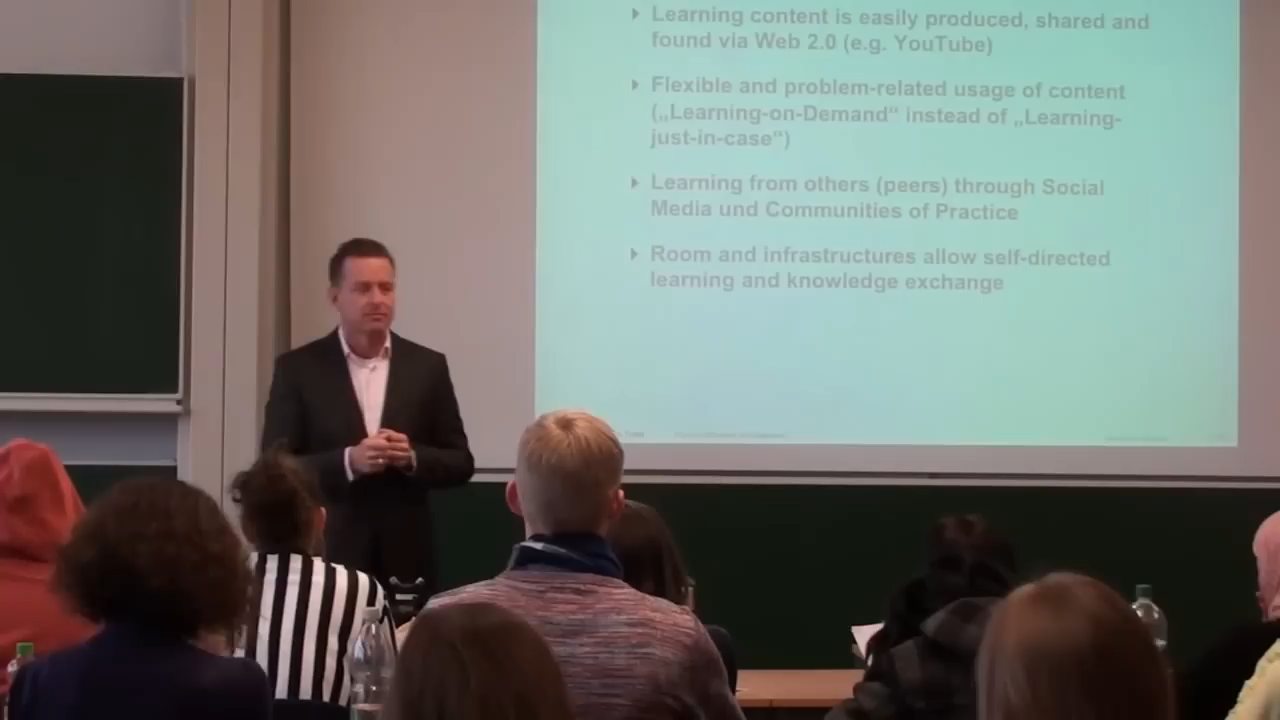 Learning content is easily produced, shared and
found via Web 2.0 (e.g. YouTube)
Flexible and problem-related usage of content
(„Learning-on-Demand“ instead of „Learning-
just-in-case“)
Learning from others (peers) through Social
Media und Communities of Practice
Room and infrastructures allow self-directed
learning and knowledge exchange